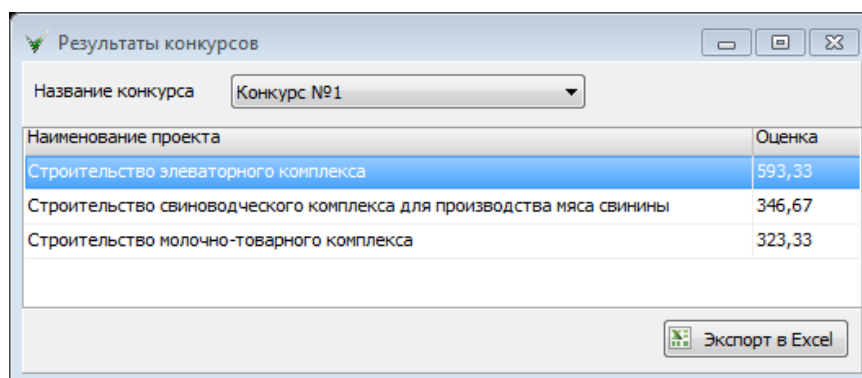 Результаты конкурсов
Название конкурса Конкурс №1
Наименование проекта Оценка
Строительство элеваторного комплекса 593,33
Строительство свиноводческого комплекса для производства мяса свинины 346,67
Строительство молочно-товарного комплекса 323,33
Экспорт в Excel